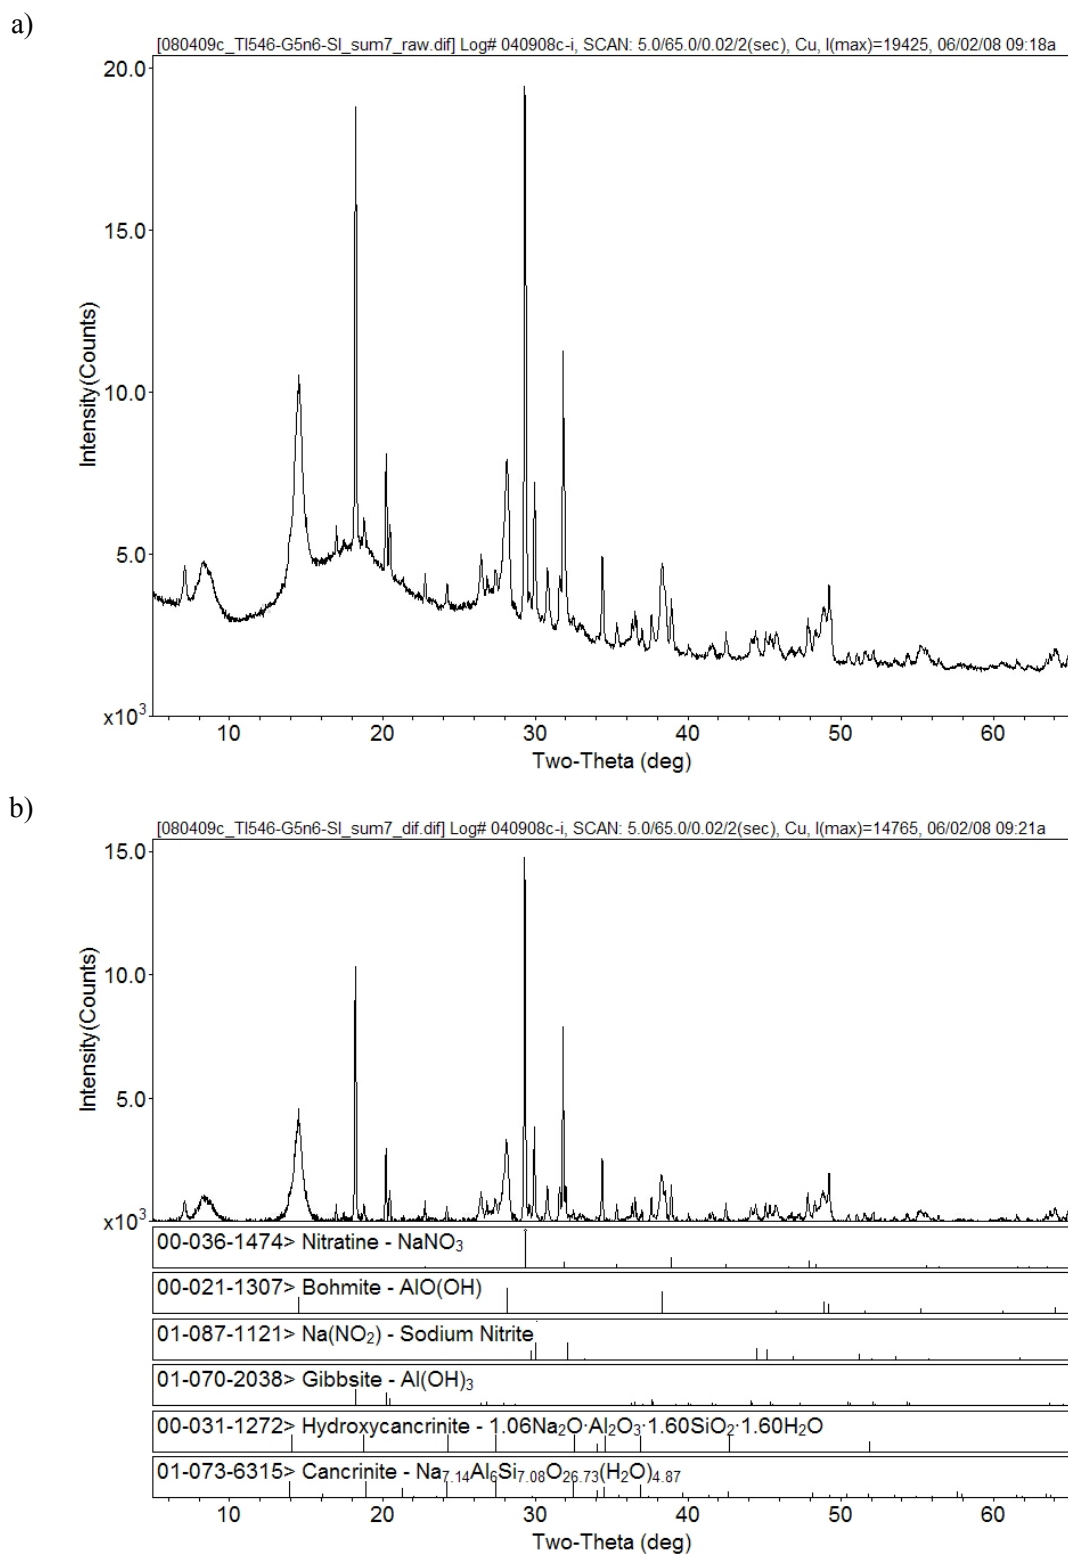 a)
[080409c_TI546-G5n6-SI_sum7_raw.dif] Log# 040908c-i, SCAN: 5.0/65.0/0.02/2(sec), Cu, I(max)=19425, 06/02/08 09:18a
20.0
15.0
10.0
5.0
x10³
Intensity(Counts)
10 20 30 40 50 60
Two-Theta (deg)
b)
[080409c_TI546-G5n6-SI_sum7_dif.dif] Log# 040908c-i, SCAN: 5.0/65.0/0.02/2(sec), Cu, I(max)=14765, 06/02/08 09:21a
15.0
10.0
5.0
x10³
Intensity(Counts)
00-036-1474> Nitratine - NaNO₃
00-021-1307> Bohmite - AlO(OH)
01-087-1121> Na(NO₂) - Sodium Nitrite
01-070-2038> Gibbsite - Al(OH)₃
00-031-1272> Hydroxycancrinite - 1.06Na₂O·Al₂O₃·1.60SiO₂·1.60H₂O
01-073-6315> Cancrinite - Na₇.₁₄Al₆Si₇.₀₈O₂₆.₇₃(H₂O)₄.₈₇
10 20 30 40 50 60
Two-Theta (deg)